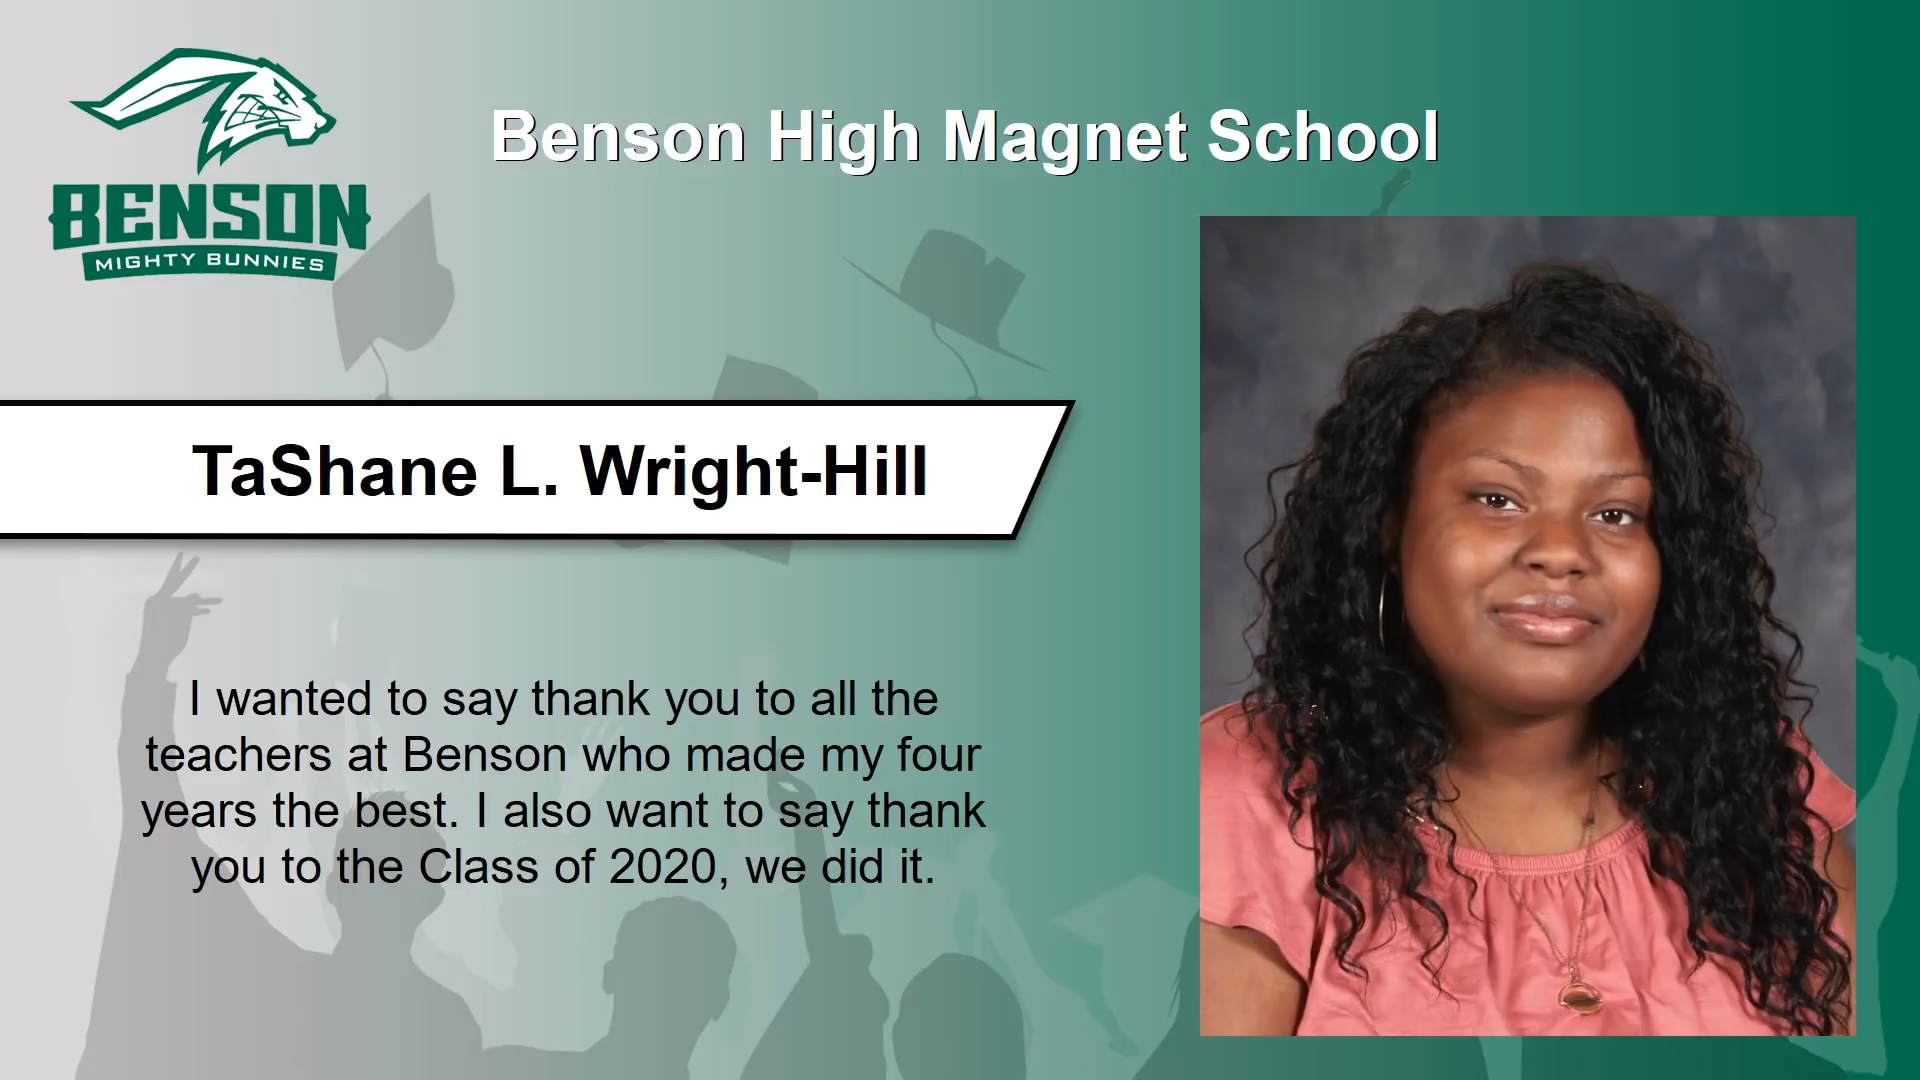 BENSON
MIGHTY BUNNIES
Benson High Magnet School
TaShane L. Wright-Hill
I wanted to say thank you to all the
teachers at Benson who made my four
years the best. I also want to say thank
you to the Class of 2020, we did it.